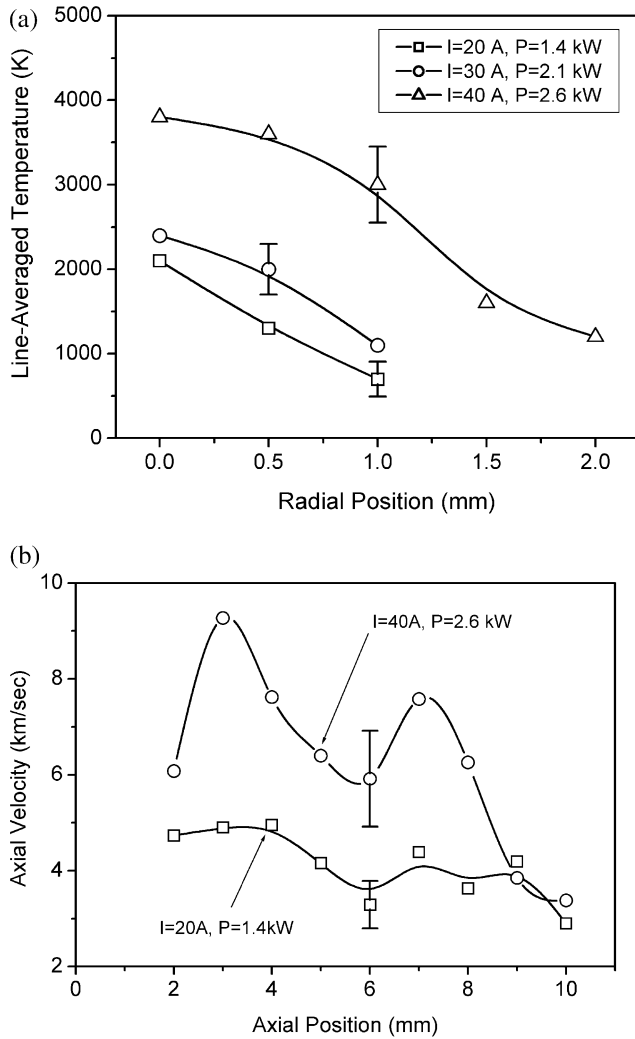 (a)
5000
4000
3000
2000
1000
0
Line-Averaged Temperature (K)
I=20 A, P=1.4 kW
I=30 A, P=2.1 kW
I=40 A, P=2.6 kW
0.0 0.5 1.0 1.5 2.0
Radial Position (mm)
(b)
10
8
6
4
2
Axial Velocity (km/sec)
I=40A, P=2.6 kW
I=20A, P=1.4kW
0 2 4 6 8 10
Axial Position (mm)